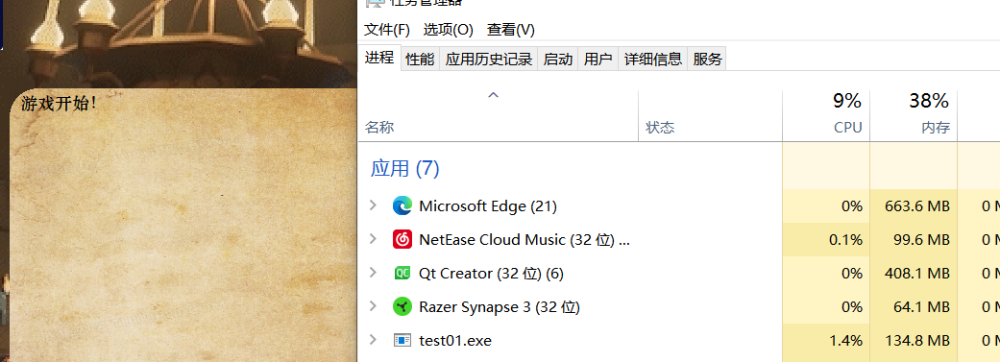 任务管理器
文件(F) 选项(O) 查看(V)
进程 性能 应用历史记录 启动 用户 详细信息 服务
游戏开始!
9% 38%
名称 状态 CPU 内存
应用 (7)
Microsoft Edge (21) 0% 663.6 MB 0
NetEase Cloud Music (32 位) ... 0.1% 99.6 MB 0
Qt Creator (32 位) (6) 0% 408.1 MB 0
Razer Synapse 3 (32 位) 0% 64.1 MB 0
test01.exe 1.4% 134.8 MB 0